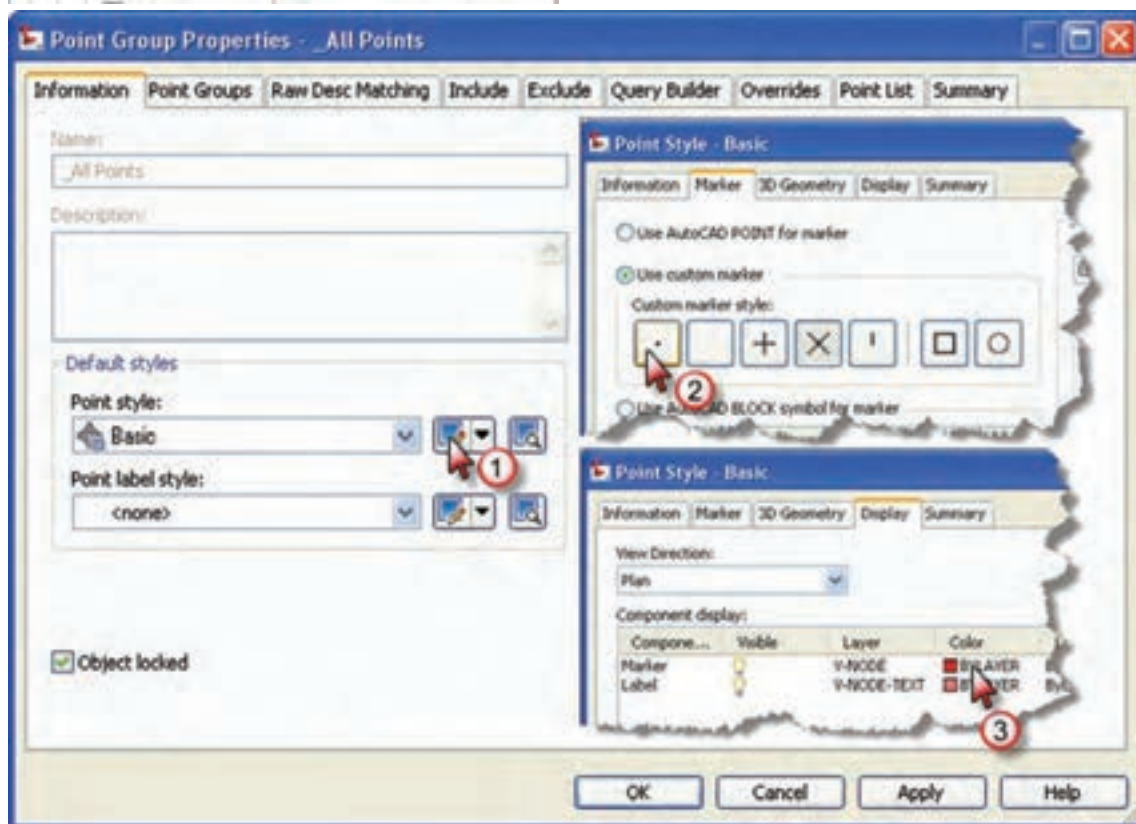 Point Group Properties - _All Points
Information Point Groups Raw Desc Matching Include Exclude Query Builder Overrides Point List Summary
Name:
_All Points
Description:
Default styles
Point style:
Basic
1
Point label style:
<none>
Object locked
Point Style - Basic
Information Marker 3D Geometry Display Summary
Use AutoCAD POINT for marker
Use custom marker
Custom marker style:
2
Use AutoCAD BLOCK symbol for marker
Point Style - Basic
Information Marker 3D Geometry Display Summary
View Direction:
Plan
Component display:
Compone... Visible Layer Color
Marker V-NODE BYLAYER
Label V-NODE-TEXT BYLAYER
3
OK Cancel Apply Help